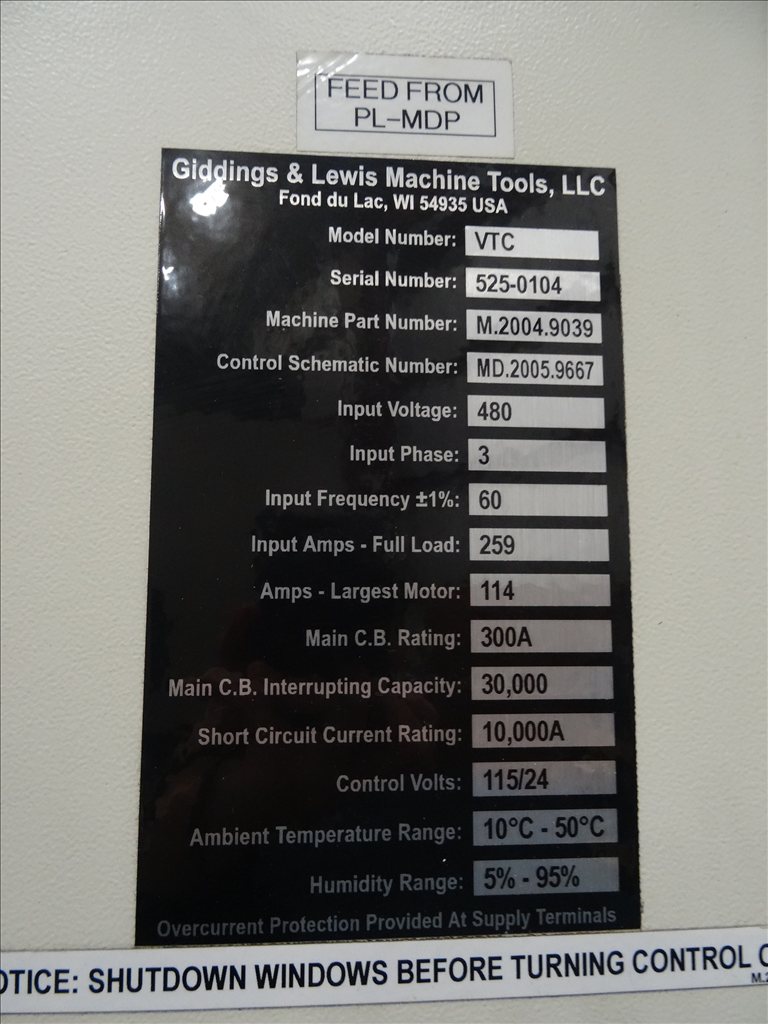 FEED FROM
PL-MDP
Giddings & Lewis Machine Tools, LLC
Fond du Lac, WI 54935 USA
Model Number: VTC
Serial Number: 525-0104
Machine Part Number: M.2004.9039
Control Schematic Number: MD.2005.9667
Input Voltage: 480
Input Phase: 3
Input Frequency ±1%: 60
Input Amps - Full Load: 259
Amps - Largest Motor: 114
Main C.B. Rating: 300A
Main C.B. Interrupting Capacity: 30,000
Short Circuit Current Rating: 10,000A
Control Volts: 115/24
Ambient Temperature Range: 10°C - 50°C
Humidity Range: 5% - 95%
Overcurrent Protection Provided At Supply Terminals
OTICE: SHUTDOWN WINDOWS BEFORE TURNING CONTROL